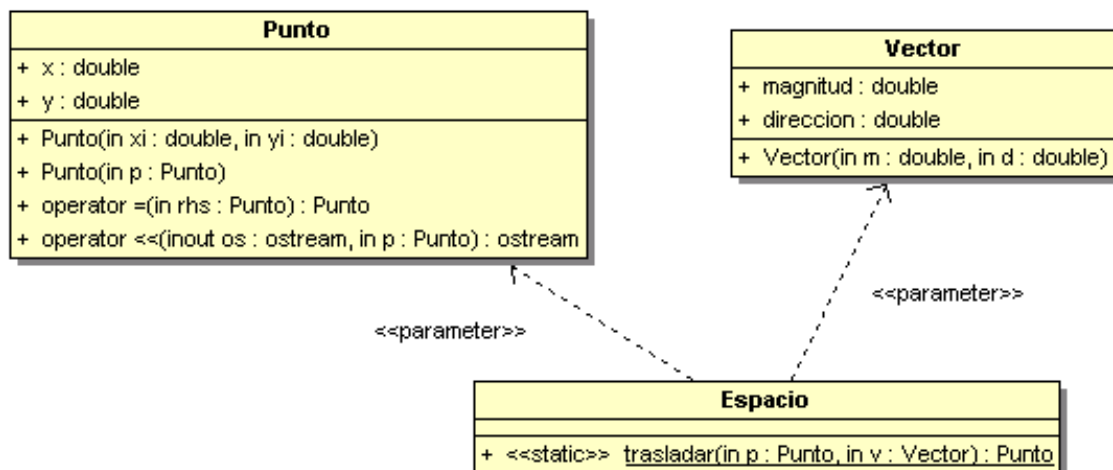 Punto
+ x : double
+ y : double
+ Punto(in xi : double, in yi : double)
+ Punto(in p : Punto)
+ operator =(in rhs : Punto) : Punto
+ operator <<(inout os : ostream, in p : Punto) : ostream
Vector
+ magnitud : double
+ direccion : double
+ Vector(in m : double, in d : double)
<<parameter>>
<<parameter>>
Espacio
+ <<static>> trasladar(in p : Punto, in v : Vector) : Punto